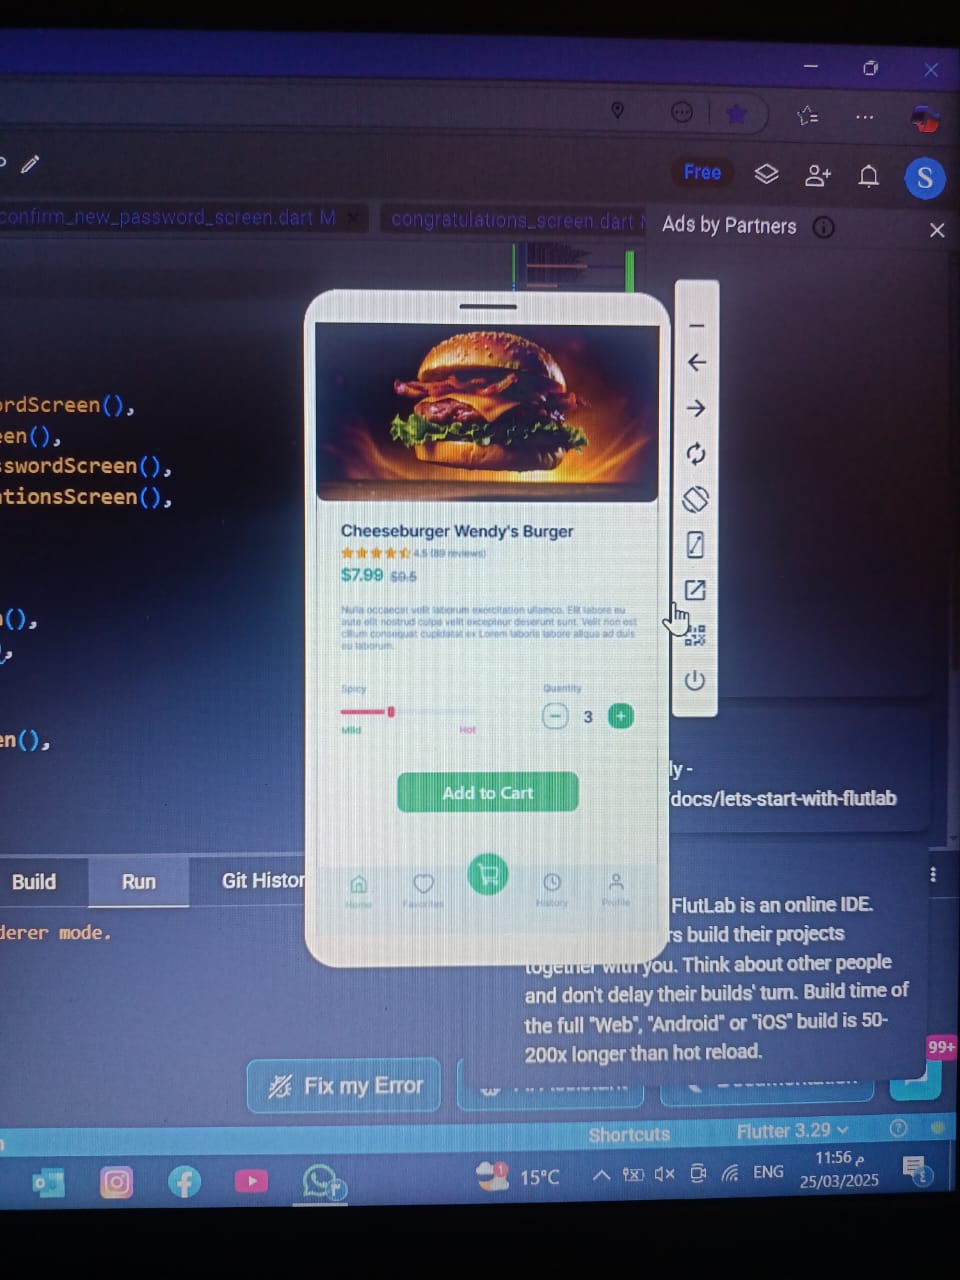 Free
S
confirm_new_password_screen.dart M
congratulations_screen.dart
Ads by Partners
ordScreen(),
een(),
swordScreen(),
ationsScreen(),
(),
en(),
Cheeseburger Wendy's Burger
4.5 (89 reviews)
$7.99 $9.5
Nulla occaecat velit laborum exercitation ullamco. Elit labore eu
aute elit nostrud culpa velit excepteur deserunt sunt. Velit non est
cillum consequat cupidatat ex Lorem laboris labore aliqua ad duis
eu laborum.
Spicy
Quantity
3
Mild
Hot
Add to Cart
Home
Favorites
History
Profile
ly -
/docs/lets-start-with-flutlab
Build
Run
Git Histor
derer mode.
FlutLab is an online IDE.
rs build their projects
together with you. Think about other people
and don't delay their builds' turn. Build time of
the full "Web", "Android" or "iOS" build is 50-
200x longer than hot reload.
99+
Fix my Error
Shortcuts
Flutter 3.29
1
15°C
ENG
11:56 م
25/03/2025
٣
٤